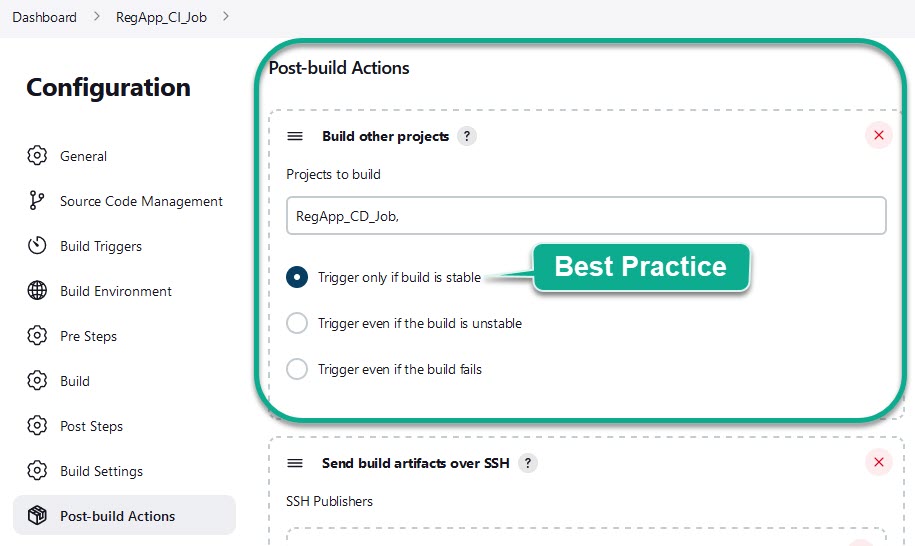 Dashboard > RegApp_CI_Job >
Configuration
General
Source Code Management
Build Triggers
Build Environment
Pre Steps
Build
Post Steps
Build Settings
Post-build Actions
Post-build Actions
Build other projects ?
Projects to build
RegApp_CD_Job,
Trigger only if build is stable
Best Practice
Trigger even if the build is unstable
Trigger even if the build fails
Send build artifacts over SSH ?
SSH Publishers